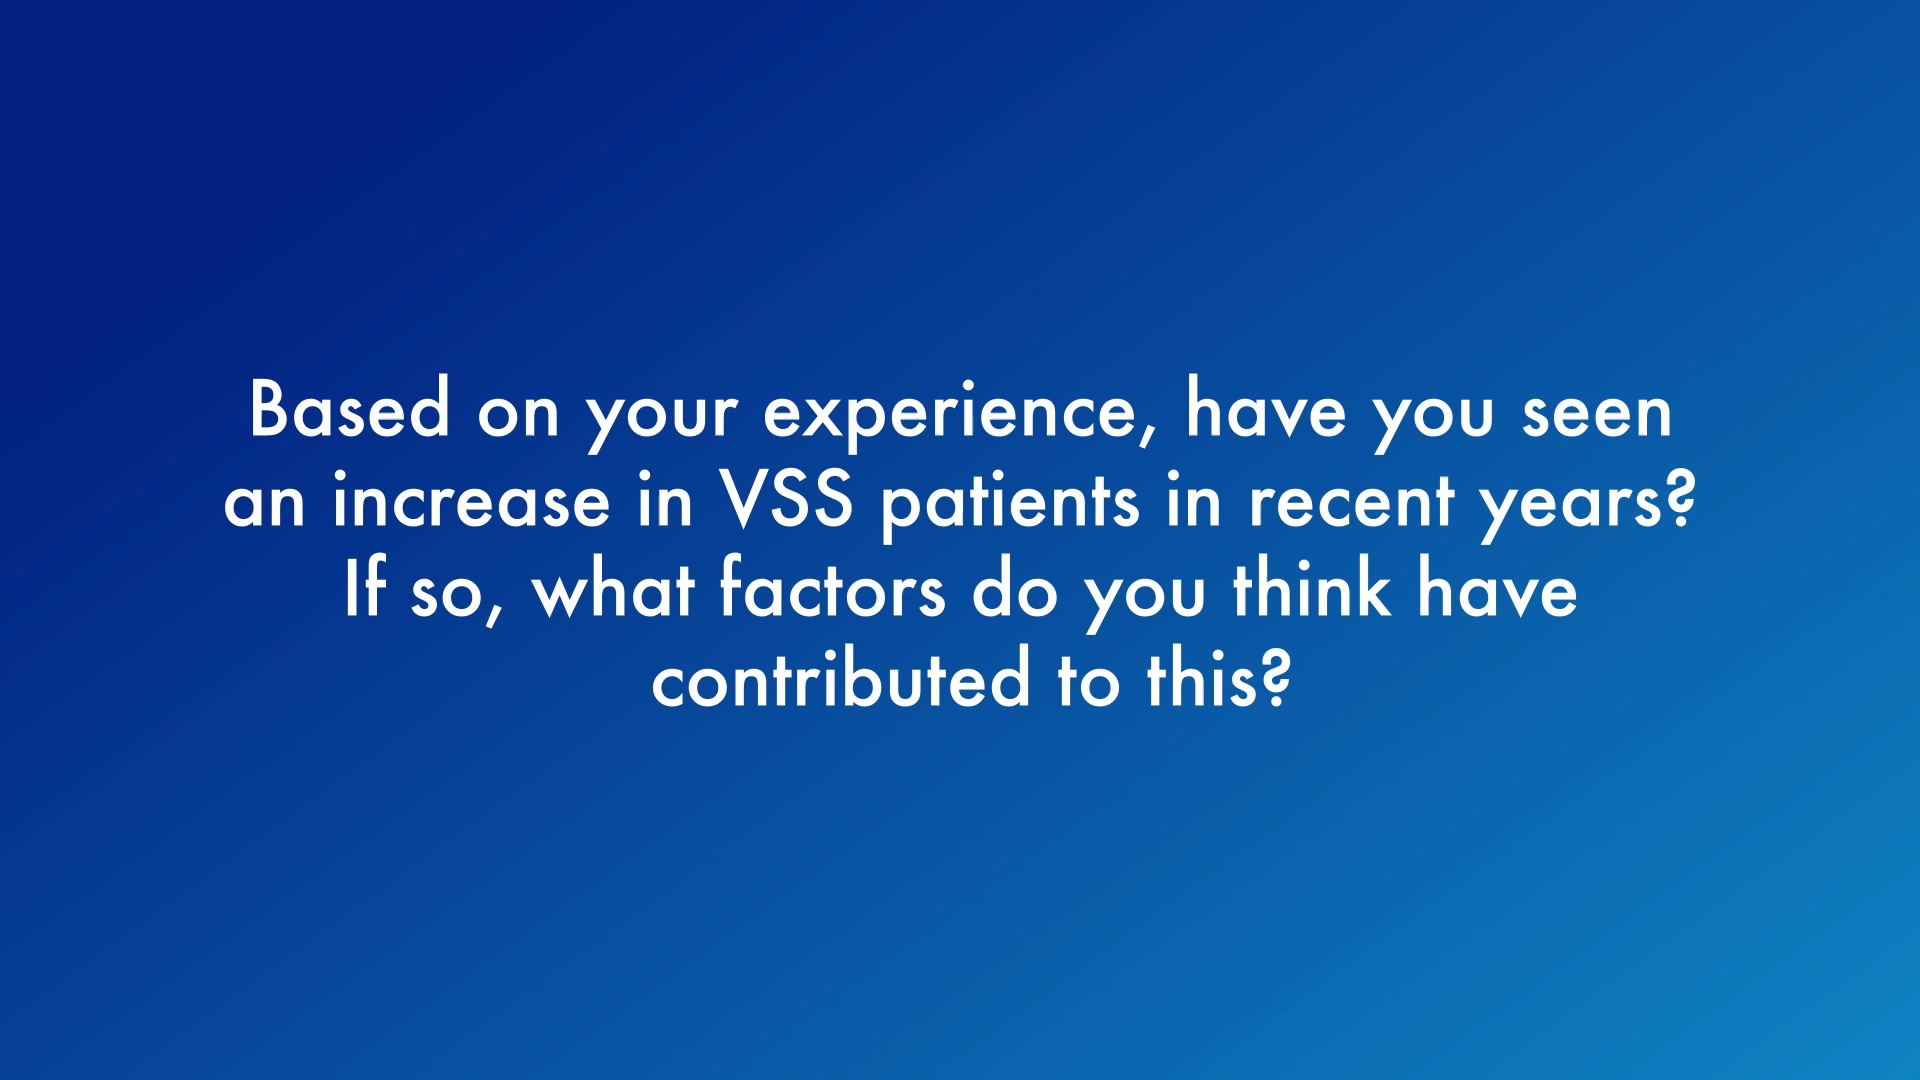 Based on your experience, have you seen
an increase in VSS patients in recent years?
If so, what factors do you think have
contributed to this?